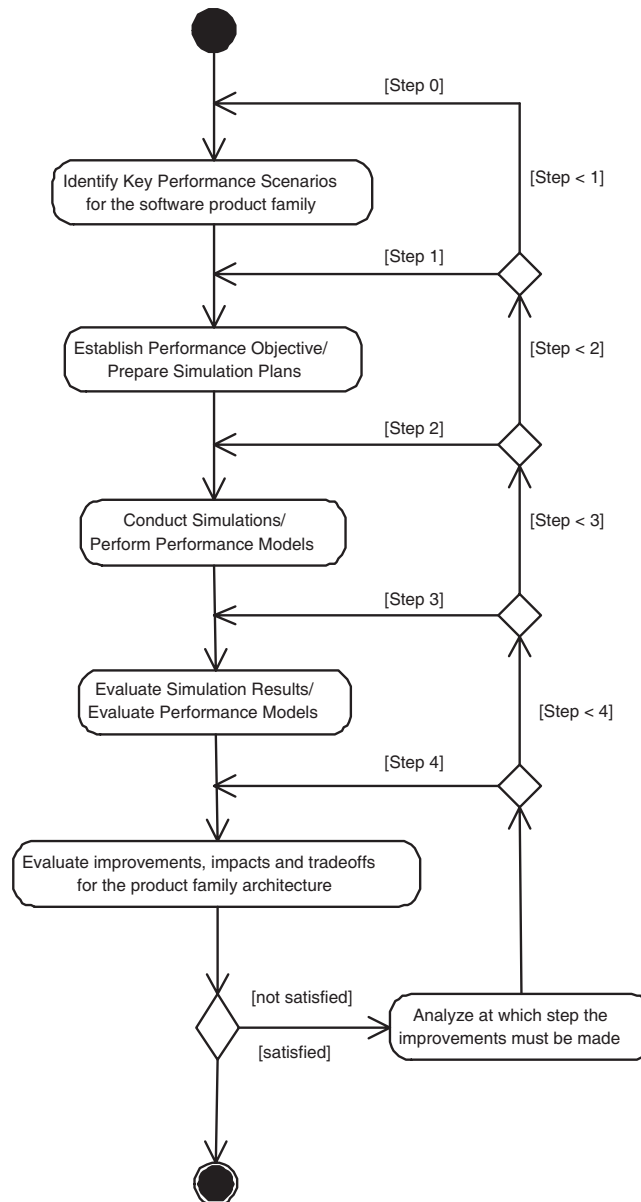 [Step 0]
[Step < 1]
Identify Key Performance Scenarios
for the software product family
[Step 1]
[Step < 2]
Establish Performance Objective/
Prepare Simulation Plans
[Step 2]
[Step < 3]
Conduct Simulations/
Perform Performance Models
[Step 3]
Evaluate Simulation Results/
Evaluate Performance Models
[Step < 4]
[Step 4]
Evaluate improvements, impacts and tradeoffs
for the product family architecture
[not satisfied]
[satisfied]
Analyze at which step the
improvements must be made